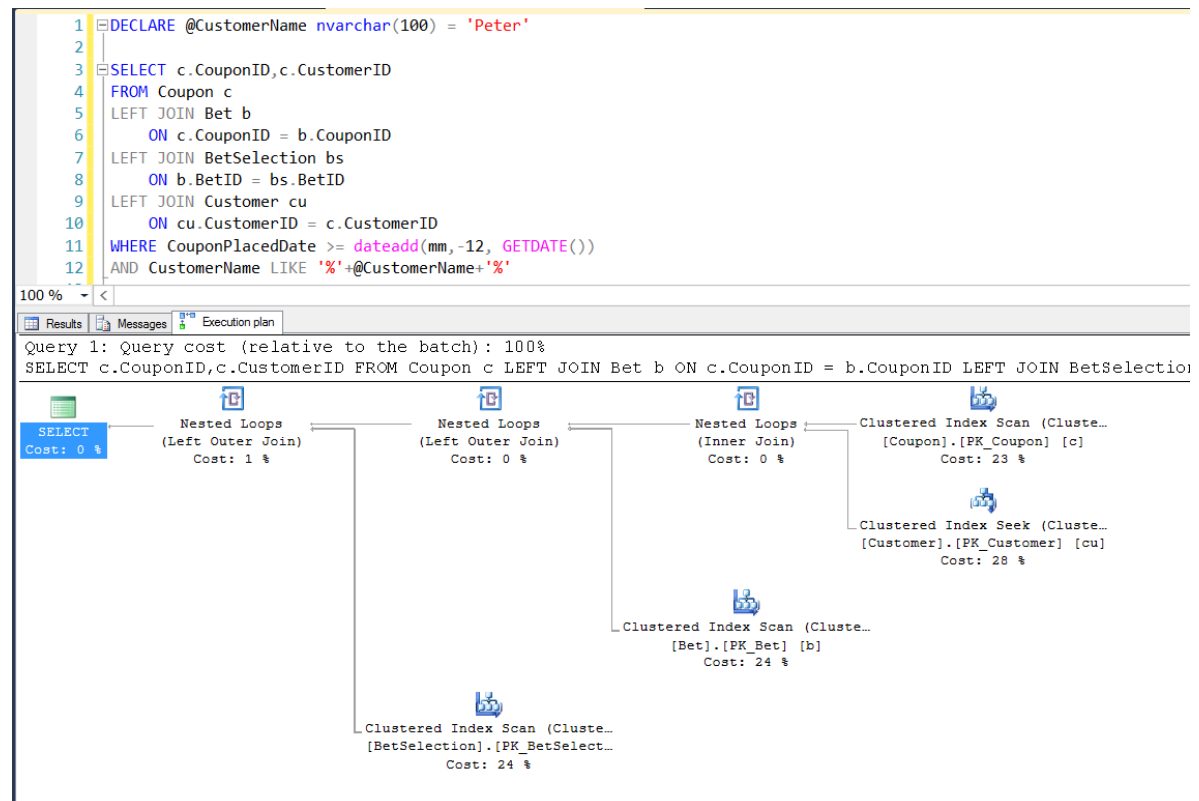 1 DECLARE @CustomerName nvarchar(100) = 'Peter'
2
3 SELECT c.CouponID,c.CustomerID
4 FROM Coupon c
5 LEFT JOIN Bet b
6 ON c.CouponID = b.CouponID
7 LEFT JOIN BetSelection bs
8 ON b.BetID = bs.BetID
9 LEFT JOIN Customer cu
10 ON cu.CustomerID = c.CustomerID
11 WHERE CouponPlacedDate >= dateadd(mm,-12, GETDATE())
12 AND CustomerName LIKE '%'+@CustomerName+'%'
100 %
Results Messages Execution plan
Query 1: Query cost (relative to the batch): 100%
SELECT c.CouponID,c.CustomerID FROM Coupon c LEFT JOIN Bet b ON c.CouponID = b.CouponID LEFT JOIN BetSelection
SELECT
Cost: 0 %
Nested Loops
(Left Outer Join)
Cost: 1 %
Nested Loops
(Left Outer Join)
Cost: 0 %
Nested Loops
(Inner Join)
Cost: 0 %
Clustered Index Scan (Cluste…
[Coupon].[PK_Coupon] [c]
Cost: 23 %
Clustered Index Seek (Cluste…
[Customer].[PK_Customer] [cu]
Cost: 28 %
Clustered Index Scan (Cluste…
[Bet].[PK_Bet] [b]
Cost: 24 %
Clustered Index Scan (Cluste…
[BetSelection].[PK_BetSelect…
Cost: 24 %